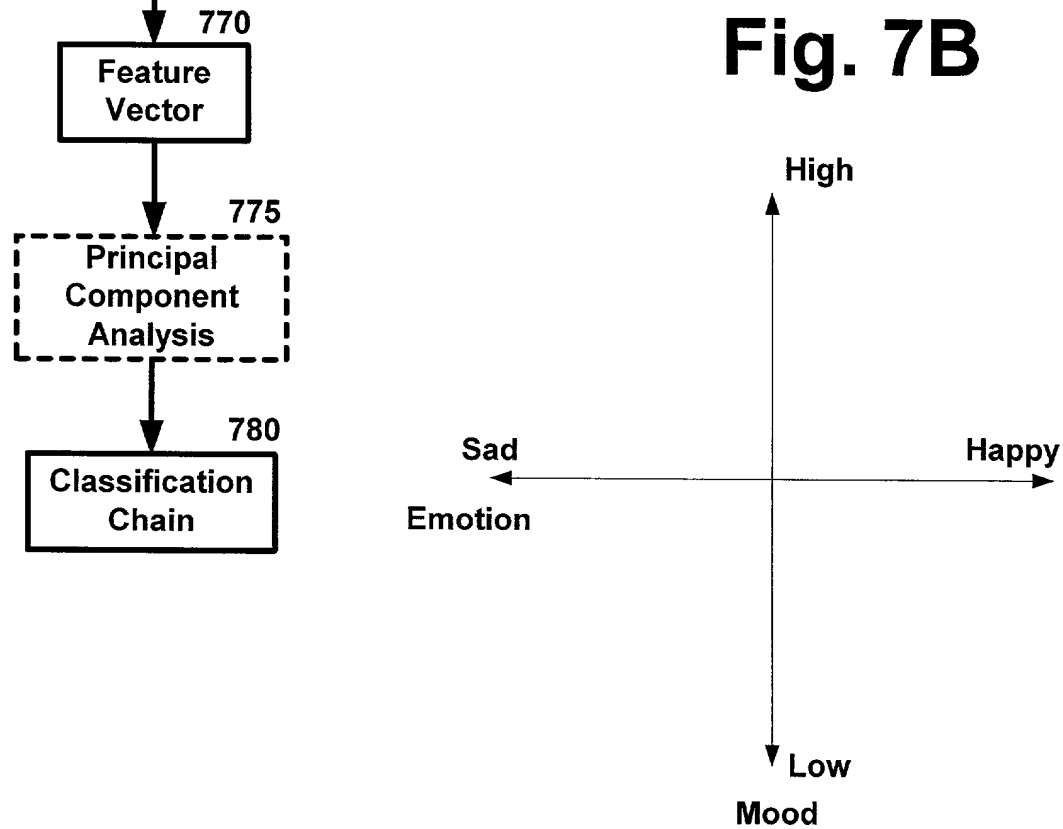 770
Fig. 7B
Feature
Vector
High
775
Principal
Component
Analysis
780
Sad
Happy
Classification
Chain
Emotion
Low
Mood